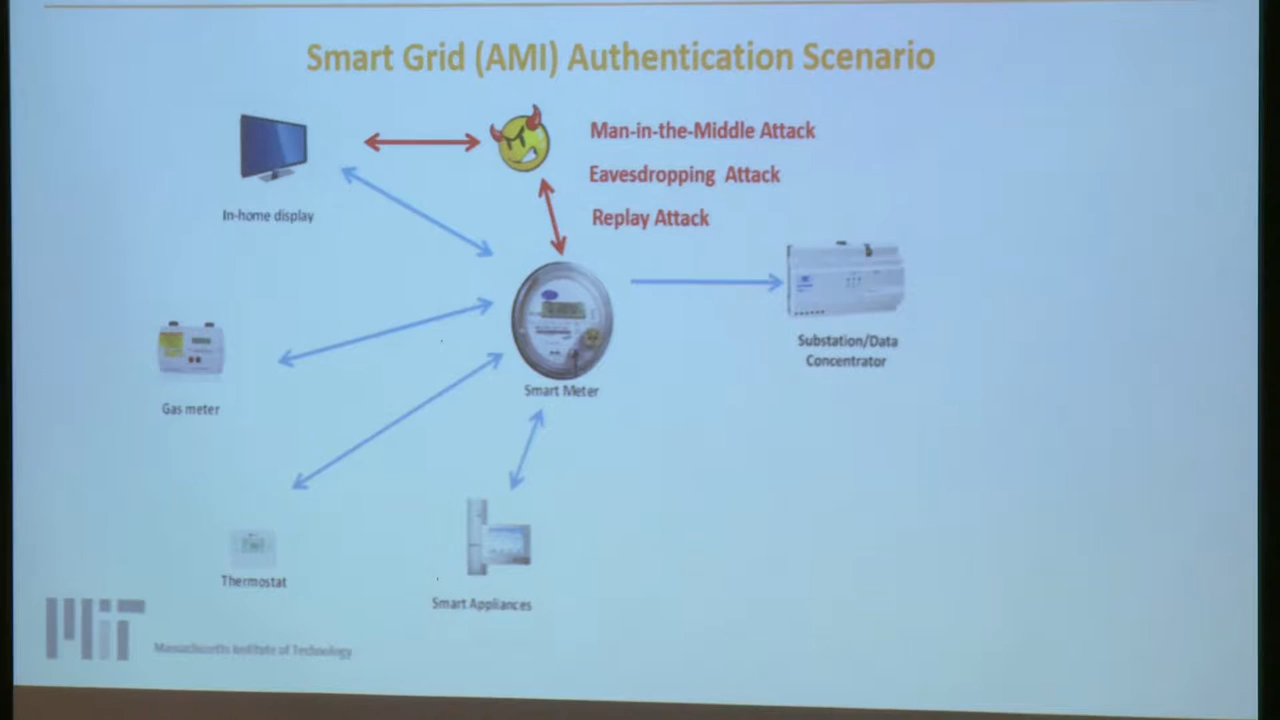 Smart Grid (AMI) Authentication Scenario
Man-in-the-Middle Attack
Eavesdropping Attack
Replay Attack
In-home display
Substation/Data
Concentrator
Smart Meter
Gas meter
Thermostat
Smart Appliances
MIT
Massachusetts Institute of Technology